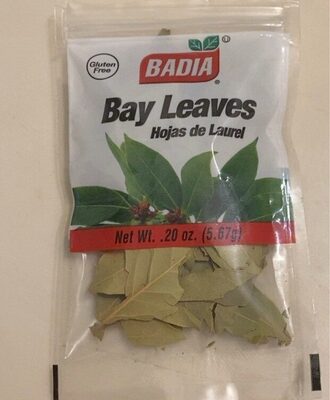 Gluten
Free
BADIA®
Bay Leaves
Hojas de Laurel
Net Wt. .20 oz. (5.67g)